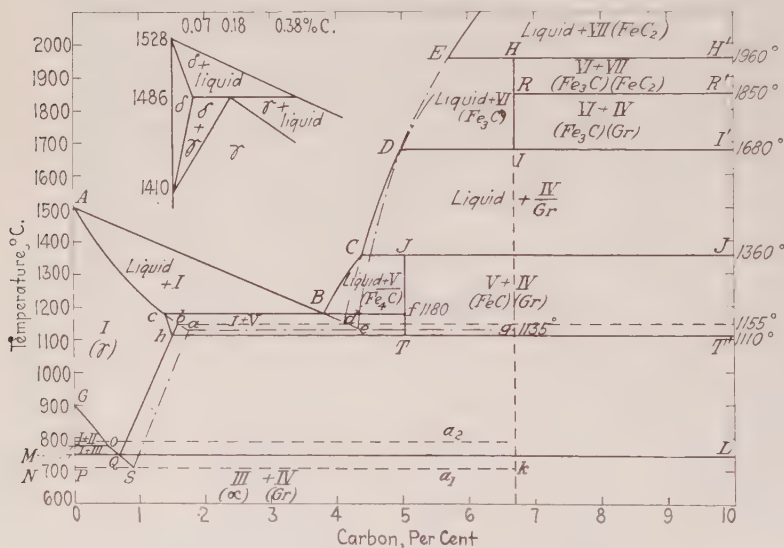 0.07 0.18 0.38%C.
1528
δ+
liquid
1486
δ
δ
+
γ
γ+
liquid
γ
1410
Liquid+VII (FeC2)
E H H' 1960°
VI+VII
(Fe3C)(FeC2)
R R' 1850°
Liquid+VI
(Fe3C)
VI+IV
(Fe3C)(Gr)
D I I' 1680°
Liquid + IV
Gr
A
Liquid
+I
C J J 1360°
Liquid+V
(Fe4C)
V+IV
(FeC)(Gr)
B f 1180
c b a I+V d e
1155°
g 1135°
h T T" 1110°
I
(γ)
G
I+II O a2
I+III
M Q L
N P S a1 k
III +IV
(α) (Gr)
2000
1900
1800
1700
1600
1500
1400
1300
1200
1100
1000
900
800
700
600
Temperature, °C.
0 1 2 3 4 5 6 7 8 9 10
Carbon, Per Cent